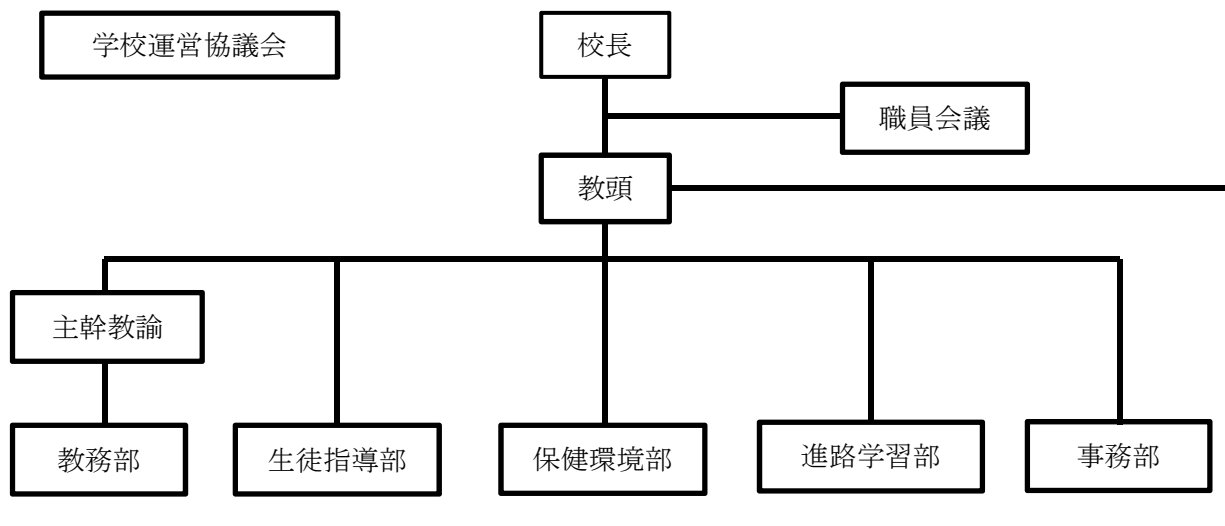 学校運営協議会
校長
職員会議
教頭
主幹教諭
教務部
生徒指導部
保健環境部
進路学習部
事務部